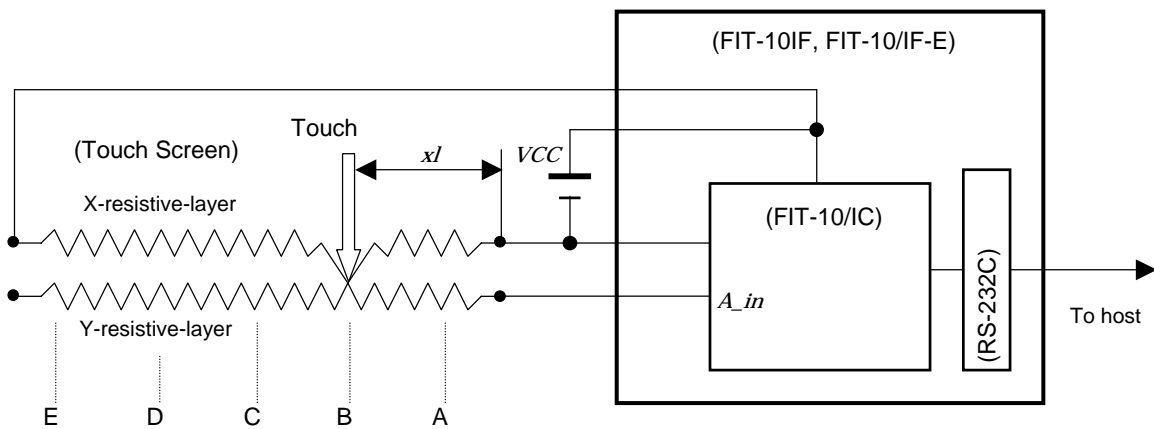 (FIT-10IF, FIT-10/IF-E)
Touch
(Touch Screen)
xl
VCC
X-resistive-layer
(FIT-10/IC)
(RS-232C)
A_in
To host
Y-resistive-layer
E D C B A